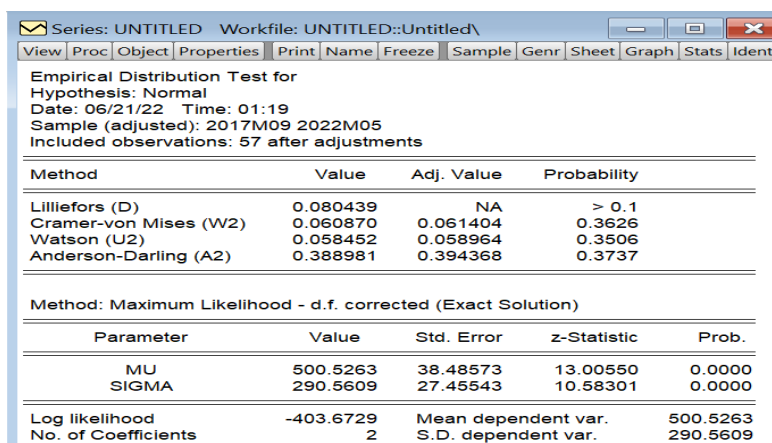 Series: UNTITLED Workfile: UNTITLED::Untitled\
View Proc Object Properties Print Name Freeze Sample Genr Sheet Graph Stats Ident
Empirical Distribution Test for
Hypothesis: Normal
Date: 06/21/22 Time: 01:19
Sample (adjusted): 2017M09 2022M05
Included observations: 57 after adjustments
Method Value Adj. Value Probability
Lilliefors (D) 0.080439 NA > 0.1
Cramer-von Mises (W2) 0.060870 0.061404 0.3626
Watson (U2) 0.058452 0.058964 0.3506
Anderson-Darling (A2) 0.388981 0.394368 0.3737
Method: Maximum Likelihood - d.f. corrected (Exact Solution)
Parameter Value Std. Error z-Statistic Prob.
MU 500.5263 38.48573 13.00550 0.0000
SIGMA 290.5609 27.45543 10.58301 0.0000
Log likelihood -403.6729 Mean dependent var. 500.5263
No. of Coefficients 2 S.D. dependent var. 290.5609